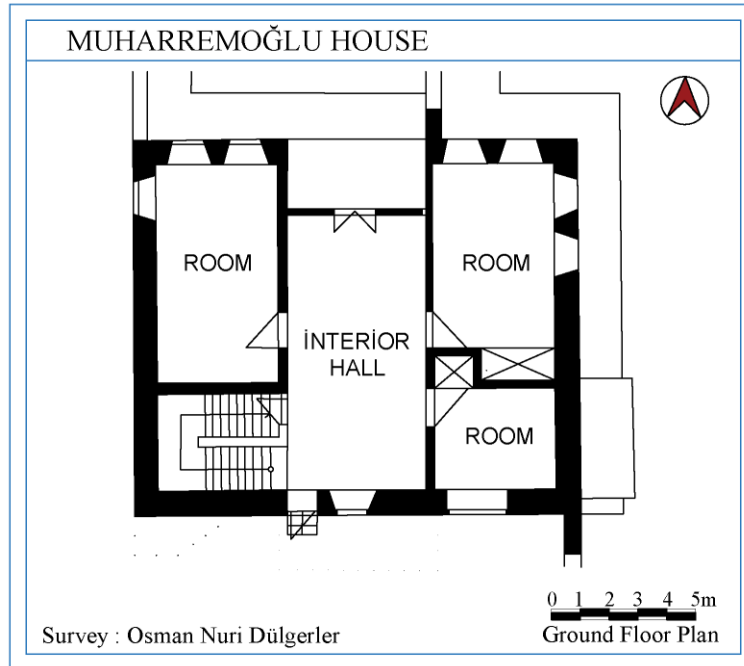 MUHARREMOĞLU HOUSE
ROOM
ROOM
İNTERİOR
HALL
ROOM
0 1 2 3 4 5m
Survey : Osman Nuri Dülgerler
Ground Floor Plan